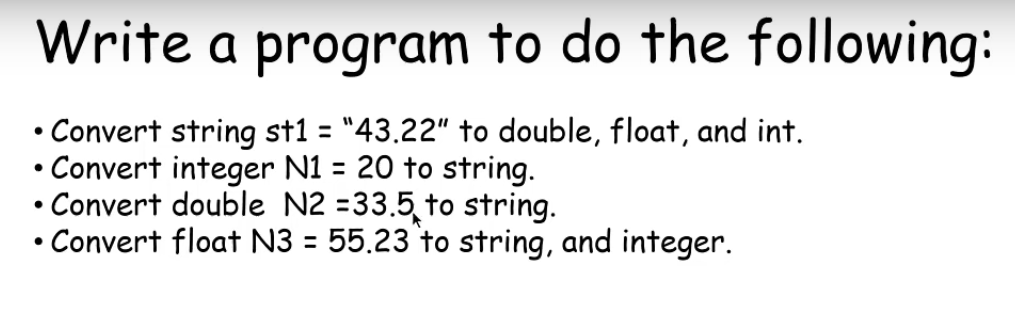 Write a program to do the following:
• Convert string st1 = "43.22" to double, float, and int.
• Convert integer N1 = 20 to string.
• Convert double N2 =33.5 to string.
• Convert float N3 = 55.23 to string, and integer.